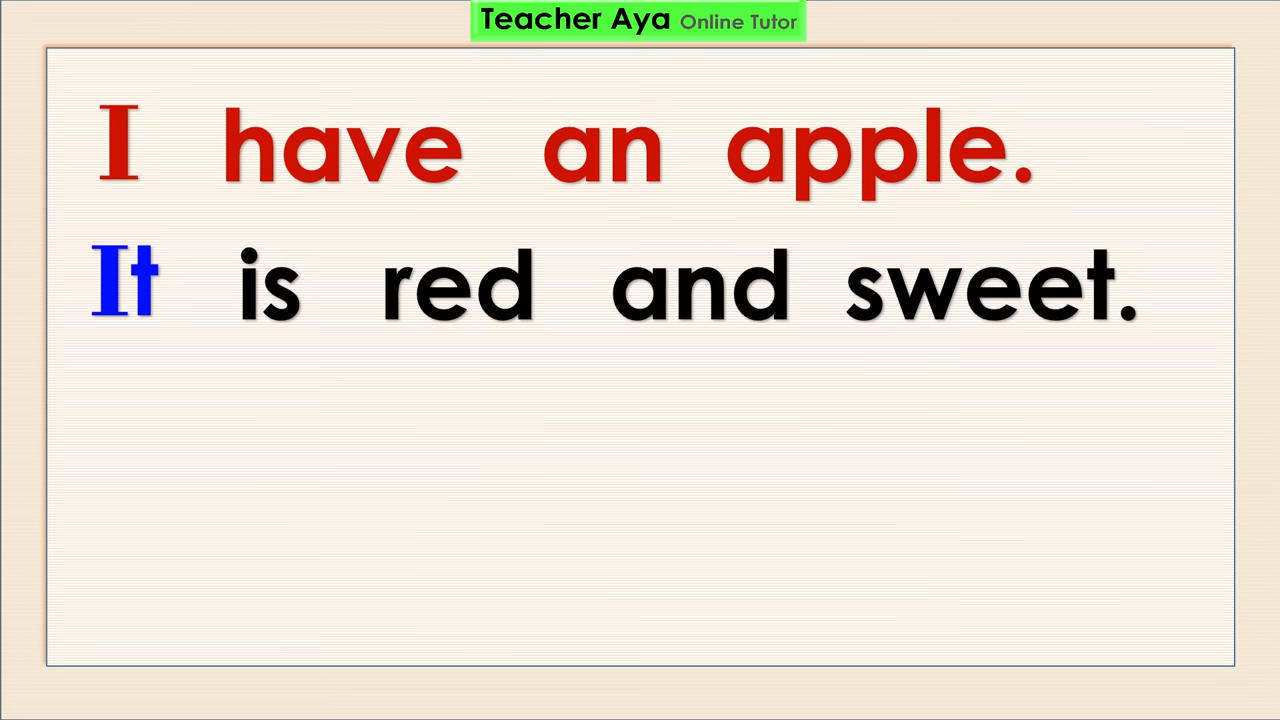 Teacher Aya Online Tutor
I have an apple.
It is red and sweet.